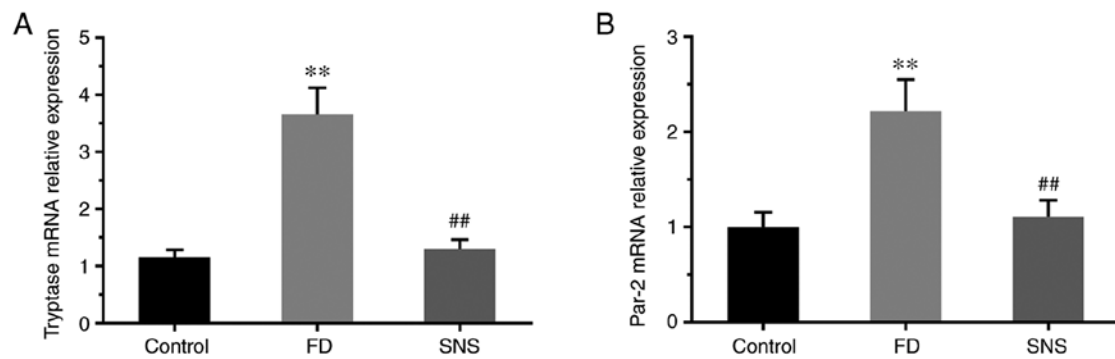 A
Tryptase mRNA relative expression
5
4
3
2
1
0
**
##
Control FD SNS
B
Par-2 mRNA relative expression
3
2
1
0
**
##
Control FD SNS